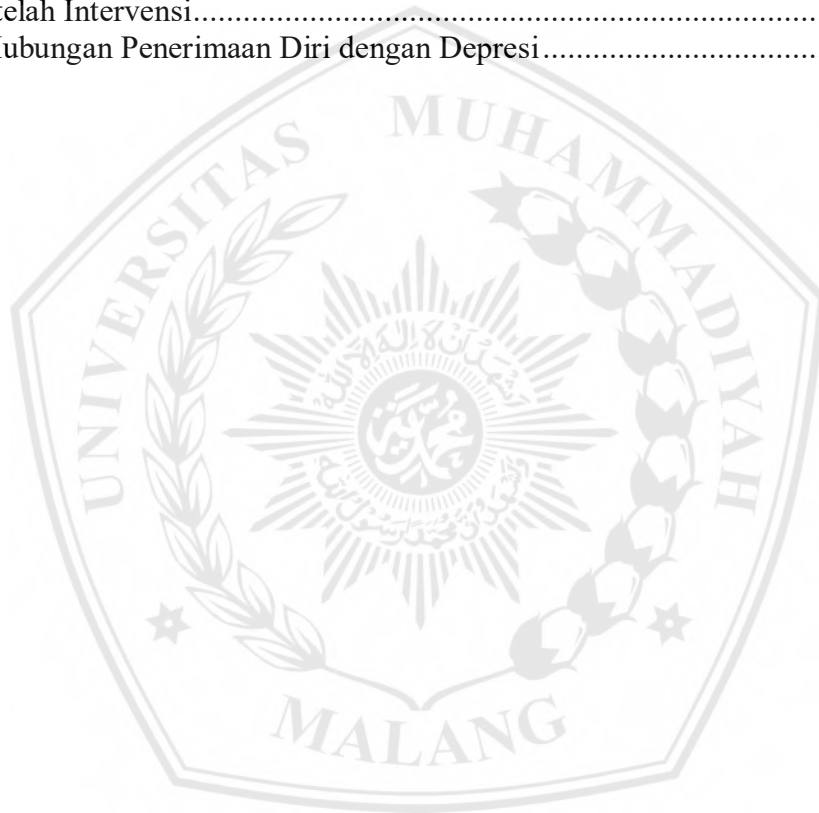 telah Intervensi................................................................................
Hubungan Penerimaan Diri dengan Depresi..................................
UNIVERSITAS MUHAMMADIYAH
MALANG